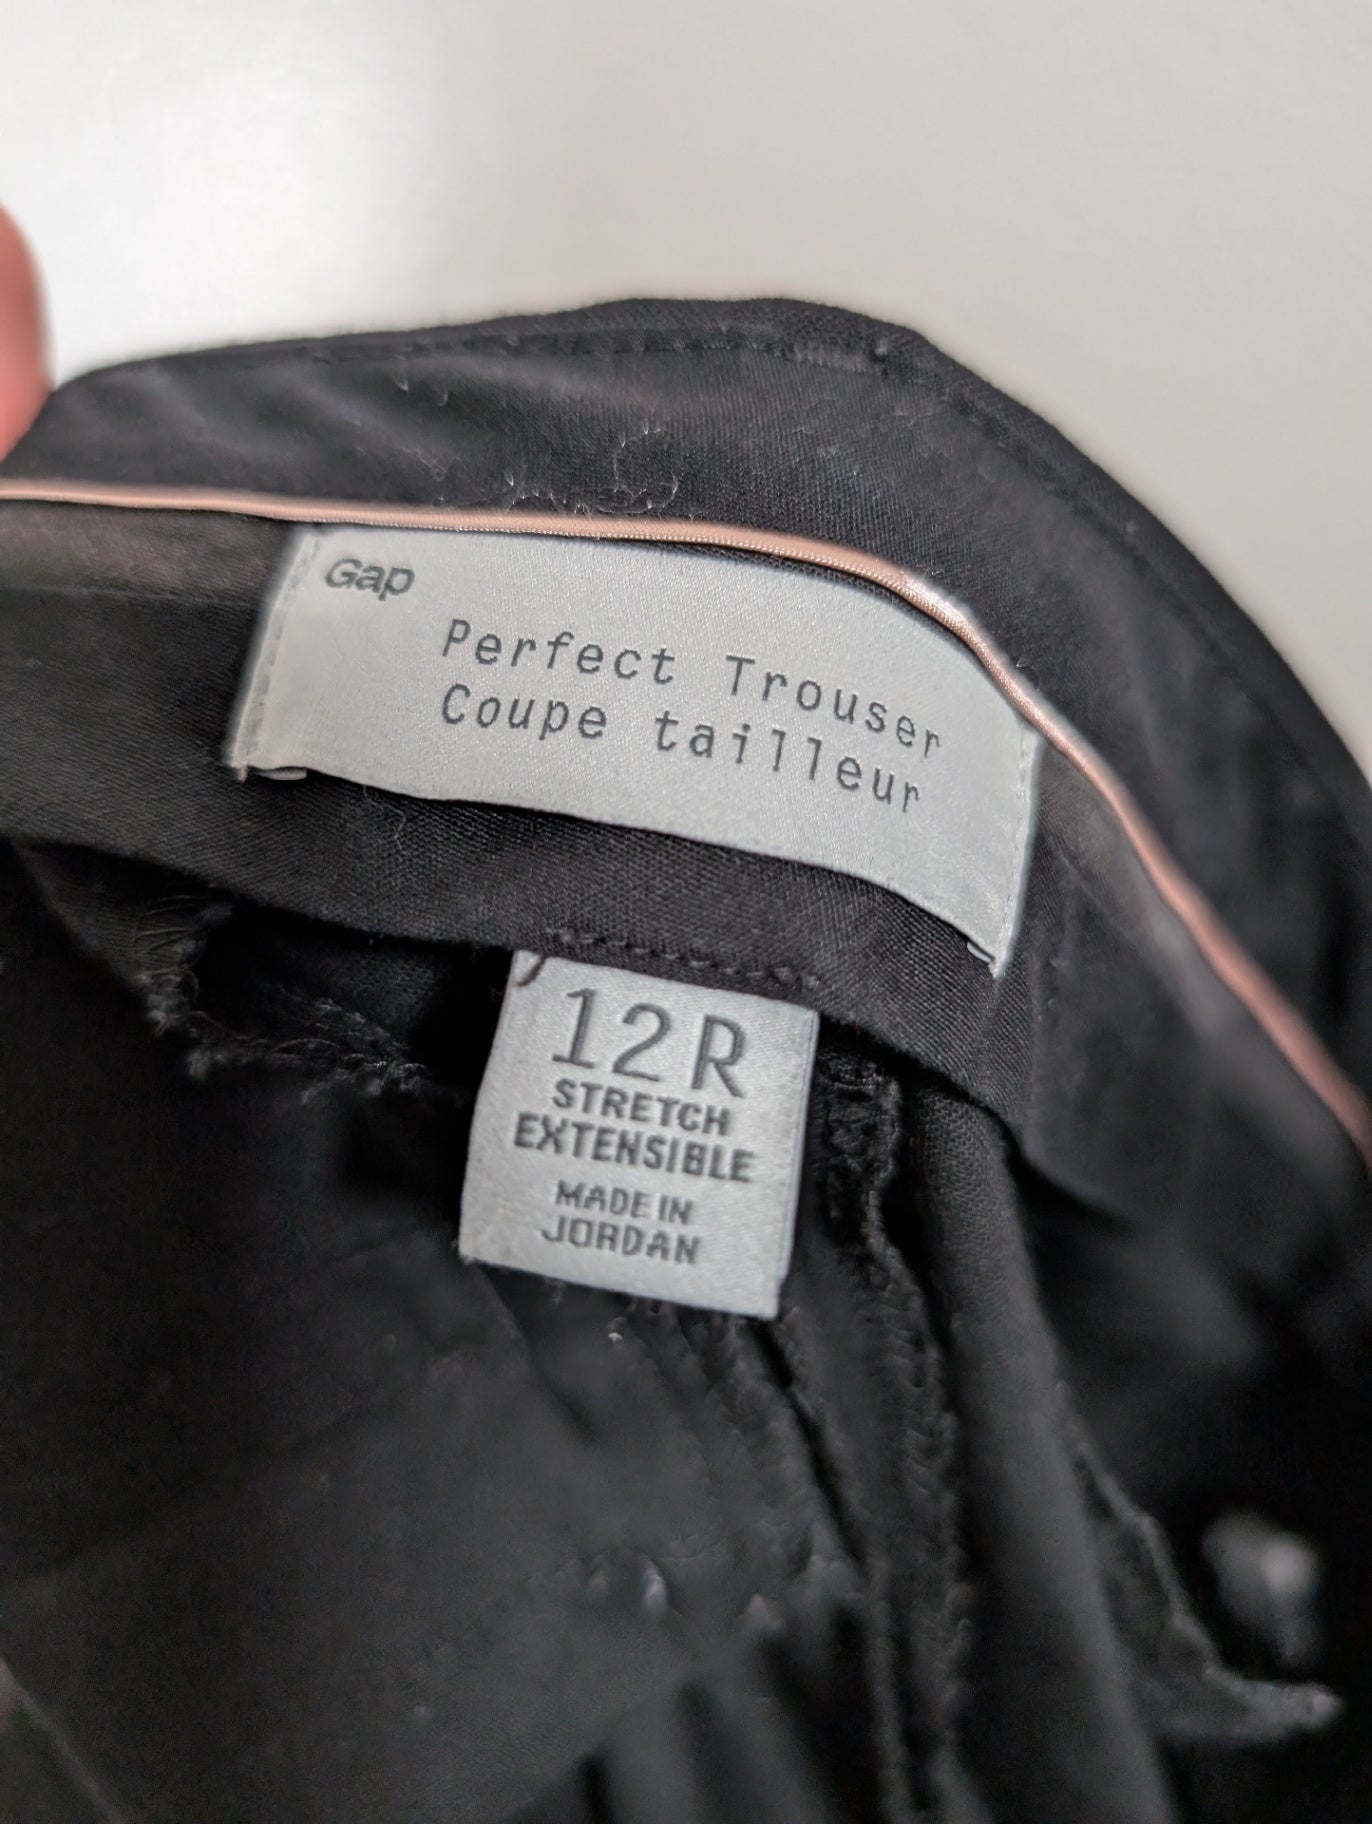 Gap
Perfect Trouser
Coupe tailleur
12R
STRETCH
EXTENSIBLE
MADE IN
JORDAN